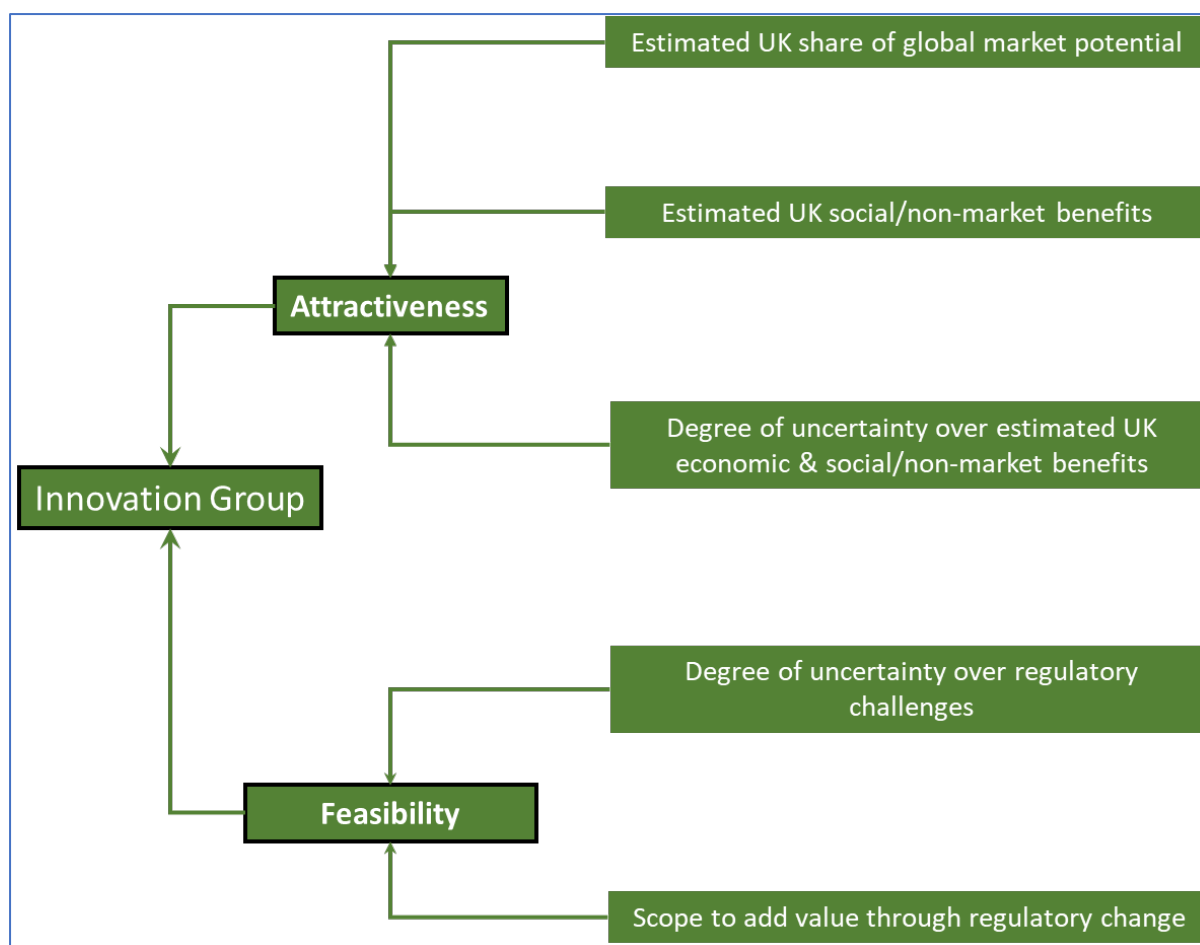 Estimated UK share of global market potential
Estimated UK social/non-market benefits
Attractiveness
Degree of uncertainty over estimated UK
economic & social/non-market benefits
Innovation Group
Degree of uncertainty over regulatory
challenges
Feasibility
Scope to add value through regulatory change